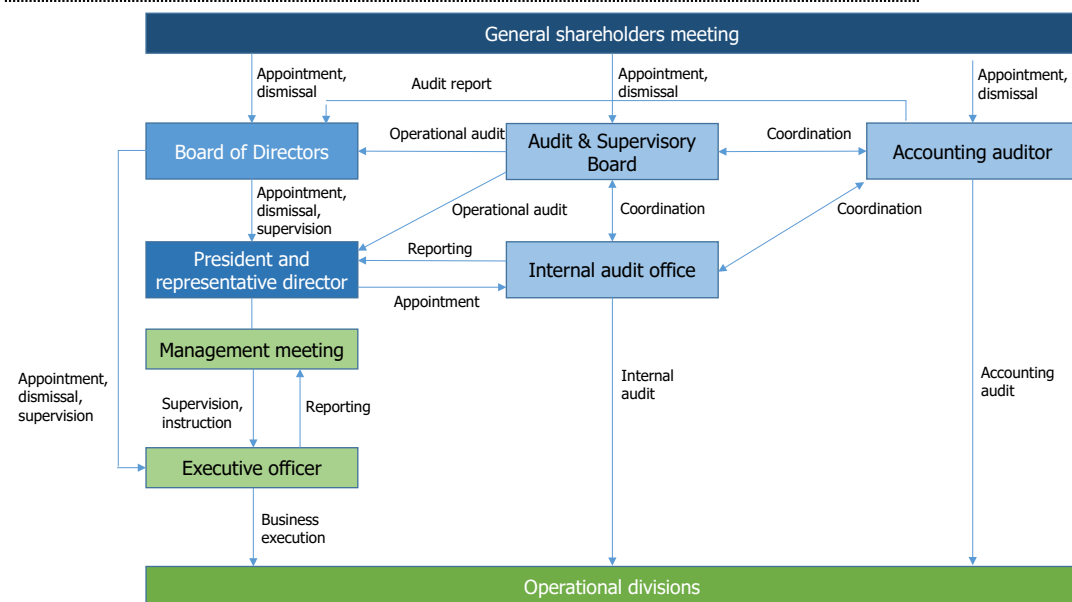 General shareholders meeting
Appointment,
dismissal
Audit report
Appointment,
dismissal
Appointment,
dismissal
Board of Directors
Operational audit
Audit & Supervisory
Board
Coordination
Accounting auditor
Appointment,
dismissal,
supervision
Operational audit
Coordination
Coordination
President and
representative director
Reporting
Internal audit office
Appointment
Management meeting
Appointment,
dismissal,
supervision
Supervision,
instruction
Reporting
Internal
audit
Accounting
audit
Executive officer
Business
execution
Operational divisions